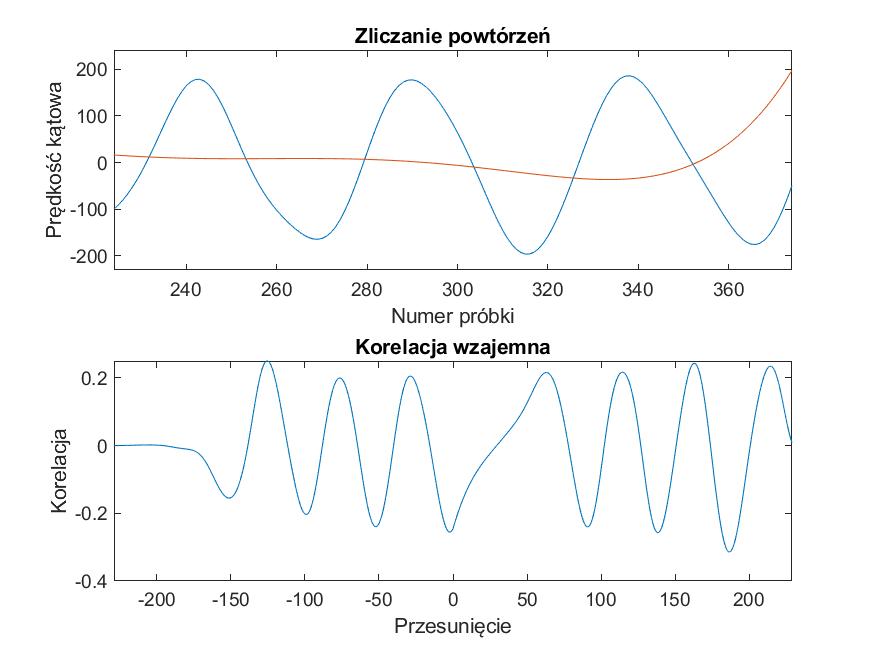 Zliczanie powtórzeń
200
100
0
-100
-200
Prędkość kątowa
240 260 280 300 320 340 360
Numer próbki
Korelacja wzajemna
0.2
0
-0.2
-0.4
Korelacja
-200 -150 -100 -50 0 50 100 150 200
Przesunięcie